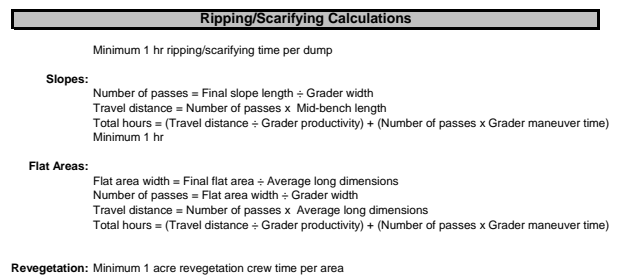 Ripping/Scarifying Calculations
Minimum 1 hr ripping/scarifying time per dump
Slopes:
Number of passes = Final slope length ÷ Grader width
Travel distance = Number of passes x Mid-bench length
Total hours = (Travel distance ÷ Grader productivity) + (Number of passes x Grader maneuver time)
Minimum 1 hr
Flat Areas:
Flat area width = Final flat area ÷ Average long dimensions
Number of passes = Flat area width ÷ Grader width
Travel distance = Number of passes x Average long dimensions
Total hours = (Travel distance ÷ Grader productivity) + (Number of passes x Grader maneuver time)
Revegetation: Minimum 1 acre revegetation crew time per area